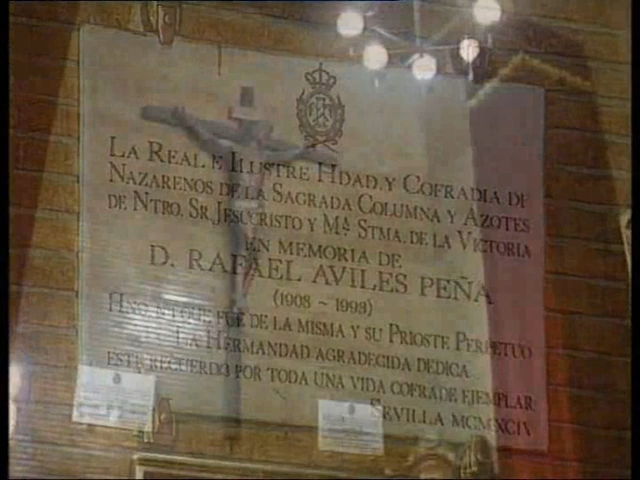 LA REAL E ILUSTRE HDAD. Y COFRADIA DE
NAZARENOS DE LA SAGRADA COLUMNA Y AZOTES
DE NTRO. SR. JESUCRISTO Y Mª STMA. DE LA VICTORIA
EN MEMORIA DE
D. RAFAEL AVILES PEÑA
(1908 ~ 1993)
QUE FUE DE LA MISMA Y SU PRIOSTE PERPETUO
LA HERMANDAD AGRADECIDA DEDICA
ESTE RECUERDO POR TODA UNA VIDA COFRADE EJEMPLAR
SEVILLA MCMXCIV